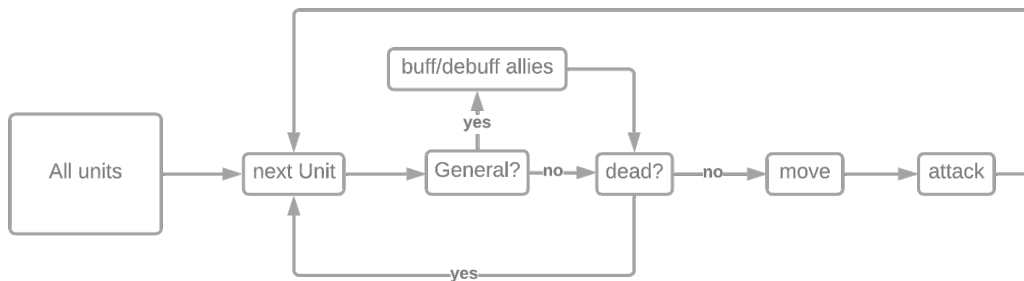 buff/debuff allies
yes
All units
next Unit
General?
no
dead?
no
move
attack
yes